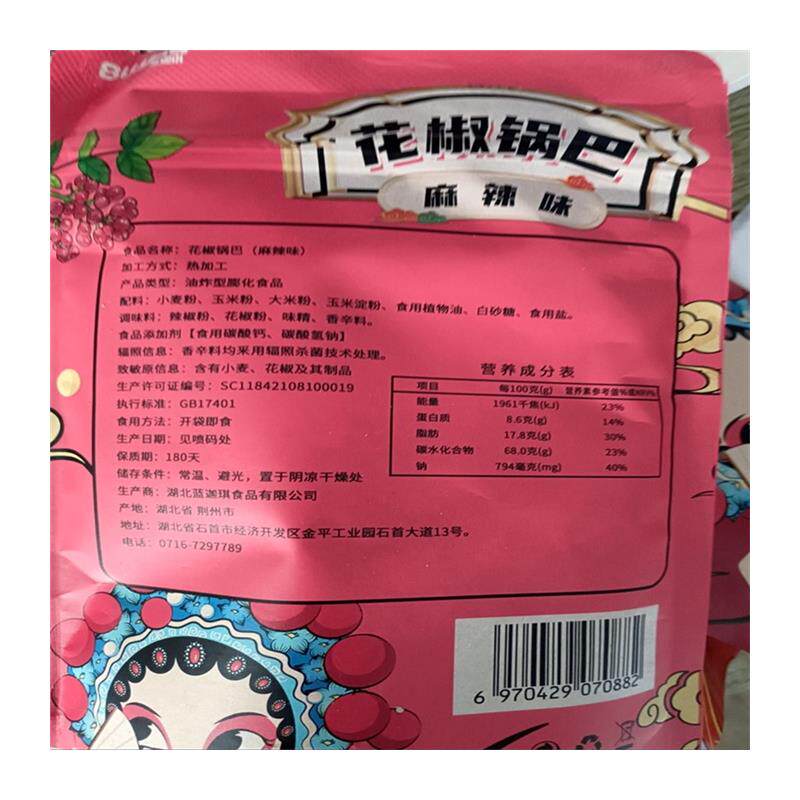 花椒锅巴
麻辣味
食品名称：花椒锅巴（麻辣味）
加工方式：热加工
产品类型：油炸型膨化食品
配料：小麦粉、玉米粉、大米粉、玉米淀粉、食用植物油、白砂糖、食用盐。
调味料：辣椒粉、花椒粉、味精、香辛料。
食品添加剂【食用碳酸钙、碳酸氢钠】
辐照信息：香辛料均采用辐照杀菌技术处理。
致敏原信息：含有小麦、花椒及其制品
生产许可证编号：SC11842108100019
执行标准：GB17401
食用方法：开袋即食
生产日期：见喷码处
保质期：180天
储存条件：常温、避光，置于阴凉干燥处
生产商：湖北蓝迦琪食品有限公司
产地：湖北省 荆州市
地址：湖北省石首市经济开发区金平工业园石首大道13号。
电话：0716-7297789
营养成分表
项目 每100克(g) 营养素参考值%或NRV%
能量 1961千焦(kJ) 23%
蛋白质 8.6克(g) 14%
脂肪 17.8克(g) 30%
碳水化合物 68.0克(g) 23%
钠 794毫克(mg) 40%
6 970429 070882